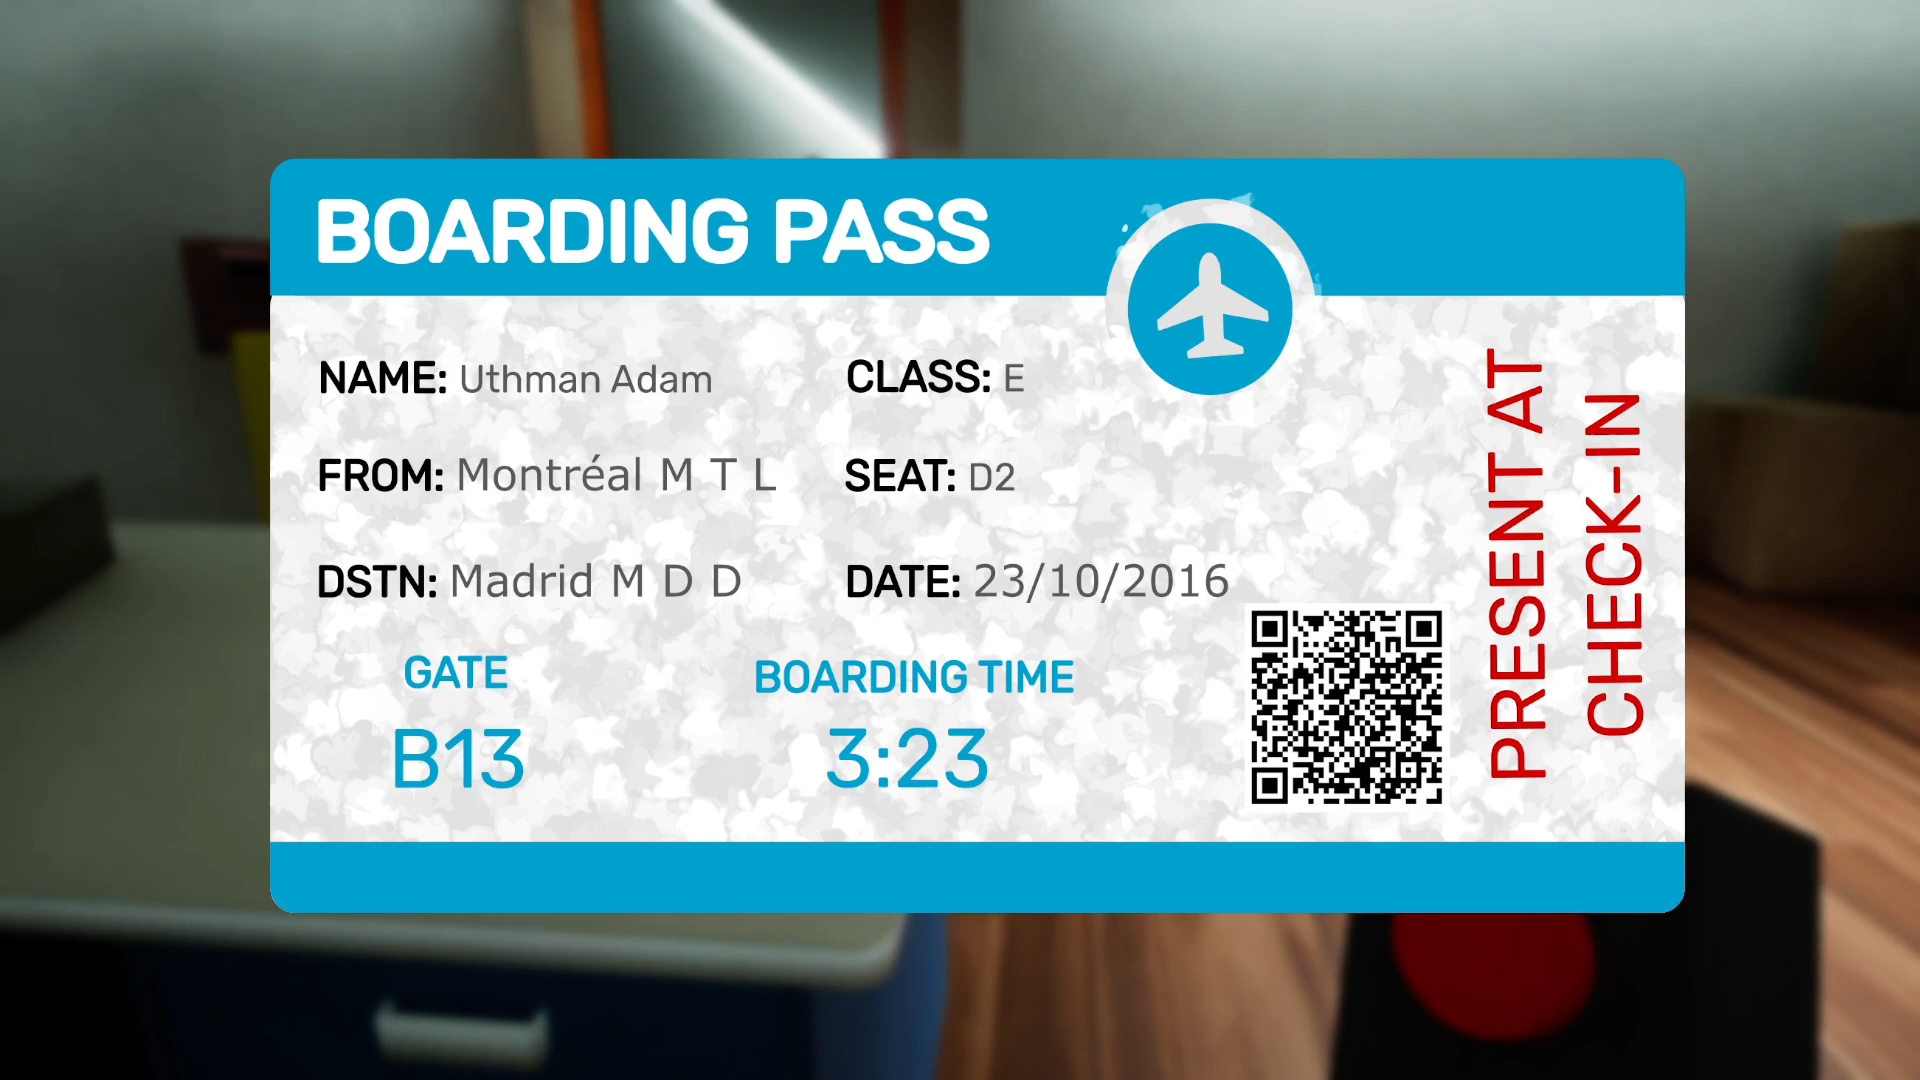 BOARDING PASS
NAME: Uthman Adam
CLASS: E
FROM: Montréal M T L
SEAT: D2
DSTN: Madrid M D D
DATE: 23/10/2016
GATE
BOARDING TIME
B13
3:23
PRESENT AT
CHECK-IN